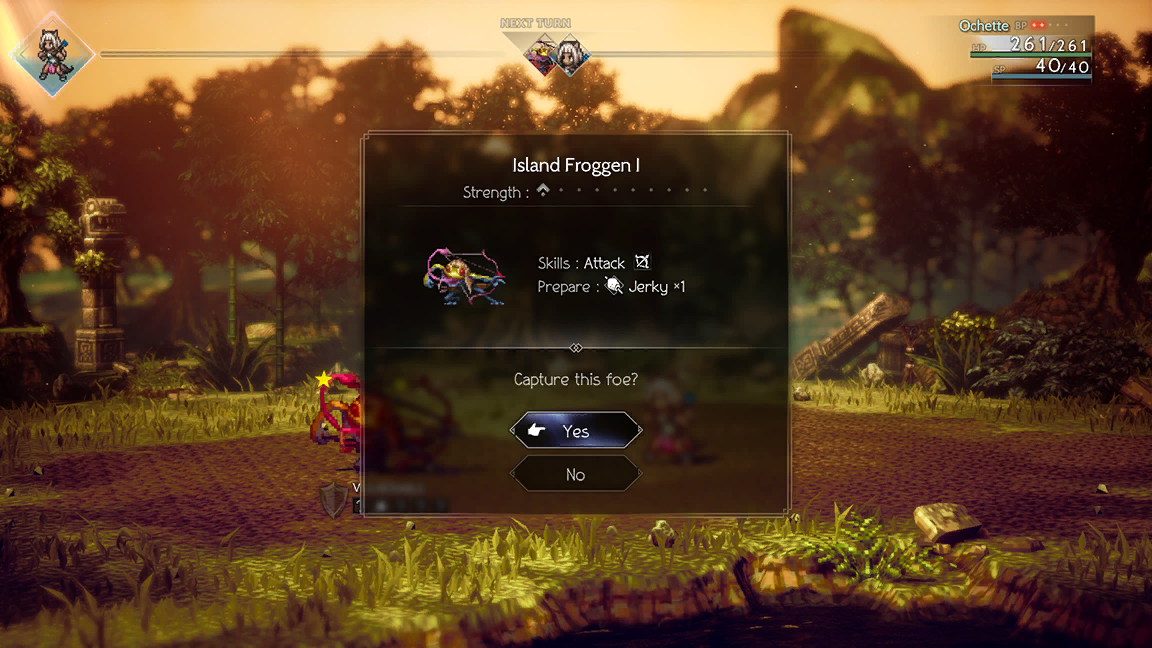 NEXT TURN
Ochette BP
HP 261/261
SP 40/40
Island Froggen I
Strength :
Skills : Attack
Prepare : Jerky ×1
Capture this foe?
Yes
No